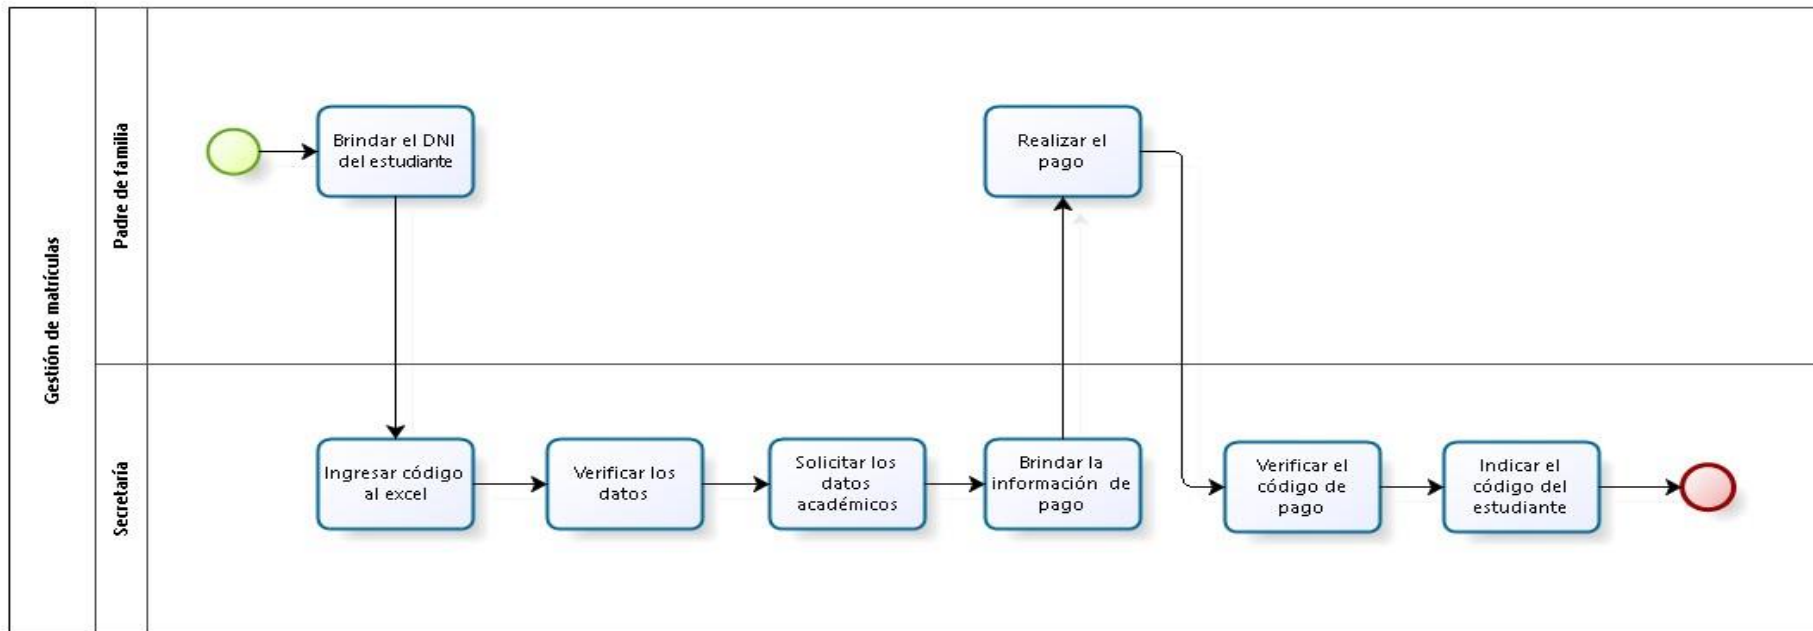 Gestión de matrículas
Padre de familia
Brindar el DNI
del estudiante
Realizar el
pago
Secretaría
Ingresar código
al excel
Verificar los
datos
Solicitar los
datos
académicos
Brindar la
información de
pago
Verificar el
código de
pago
Indicar el
código del
estudiante